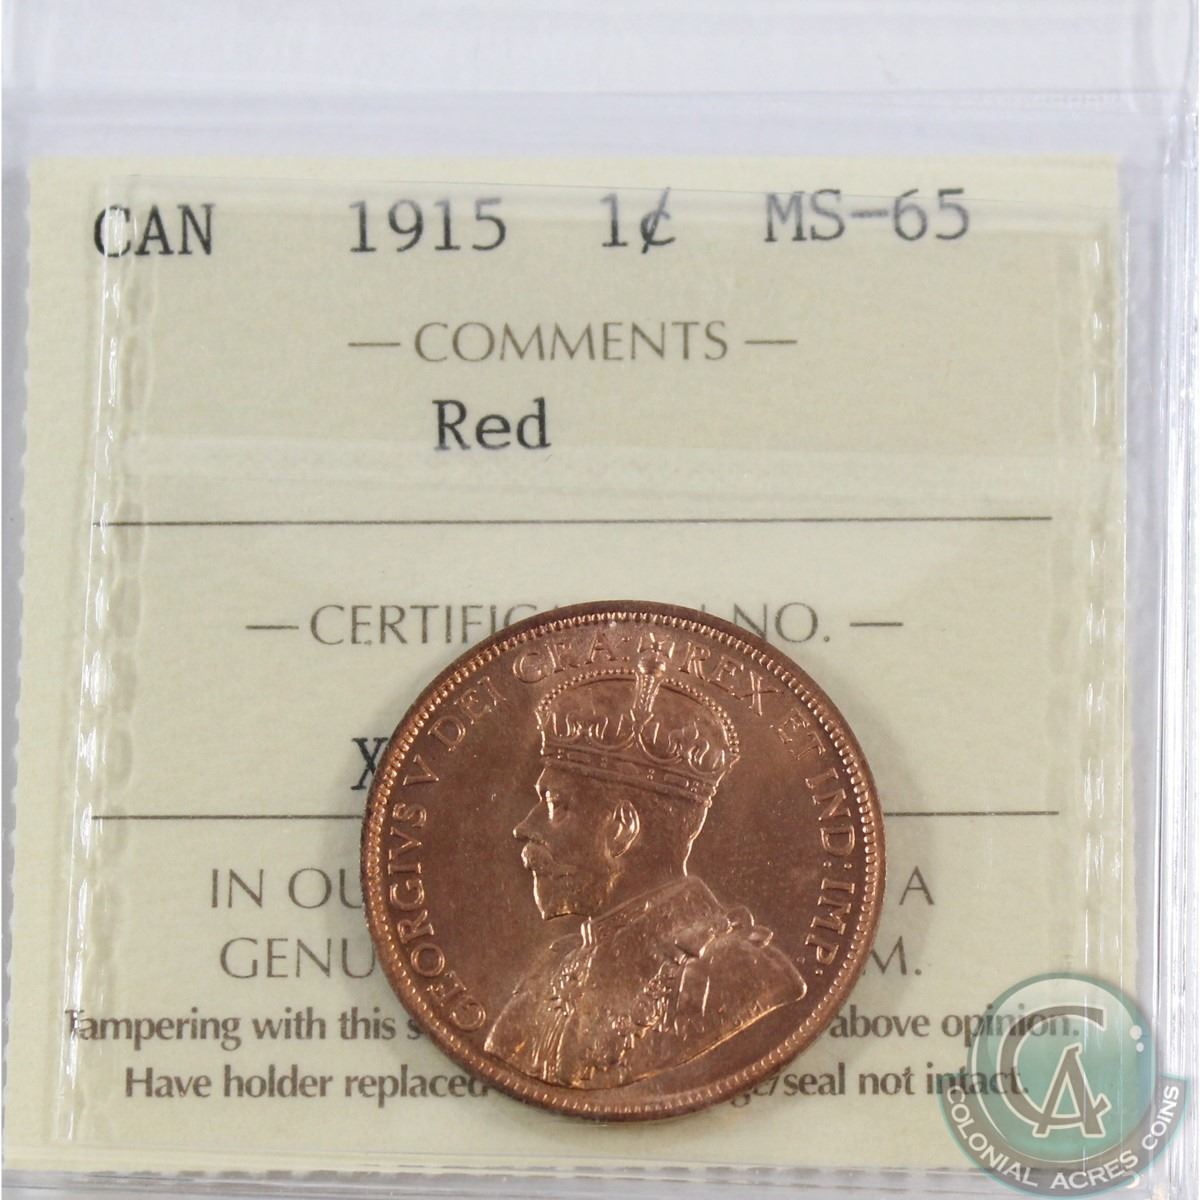 CAN 1915 1¢ MS-65
— COMMENTS —
Red
— CERTIFIC NO. —
X
GEORGIVS V DEI GRA: REX ET IND: IMP:
IN OU A
GENU M.
Tampering with this s above opinion.
Have holder replaced /seal not intact.
CA
COLONIAL ACRES COINS